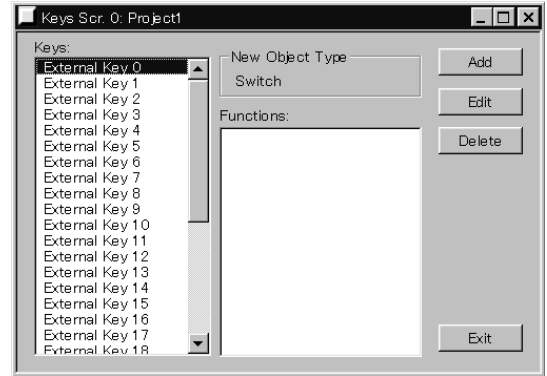 Keys Scr. 0: Project1
Keys:
External Key 0
External Key 1
External Key 2
External Key 3
External Key 4
External Key 5
External Key 6
External Key 7
External Key 8
External Key 9
External Key 10
External Key 11
External Key 12
External Key 13
External Key 14
External Key 15
External Key 16
External Key 17
External Key 18
New Object Type
Switch
Functions:
Add
Edit
Delete
Exit